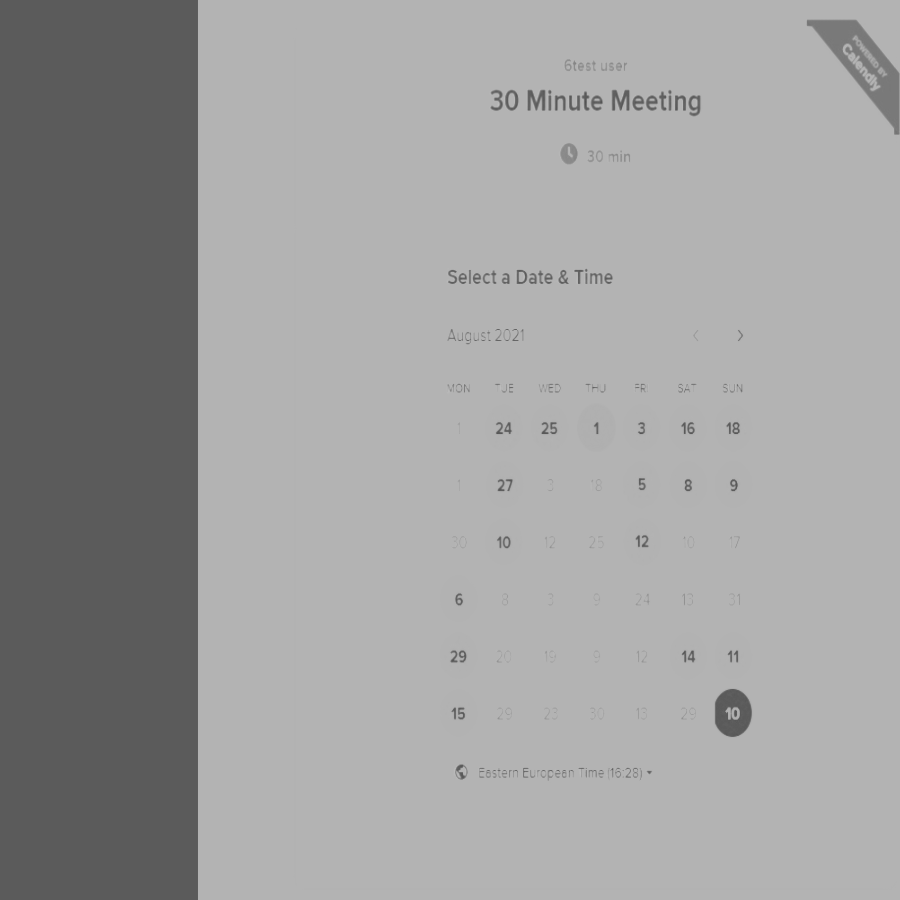 POWERED BY
Calendly
6test user
30 Minute Meeting
30 min
Select a Date & Time
August 2021
MON TUE WED THU FRI SAT SUN
1 24 25 1 3 16 18
1 27 3 18 5 8 9
30 10 12 25 12 10 17
6 8 3 9 24 13 31
29 20 19 9 12 14 11
15 29 23 30 13 29 10
Eastern European Time (16:28)